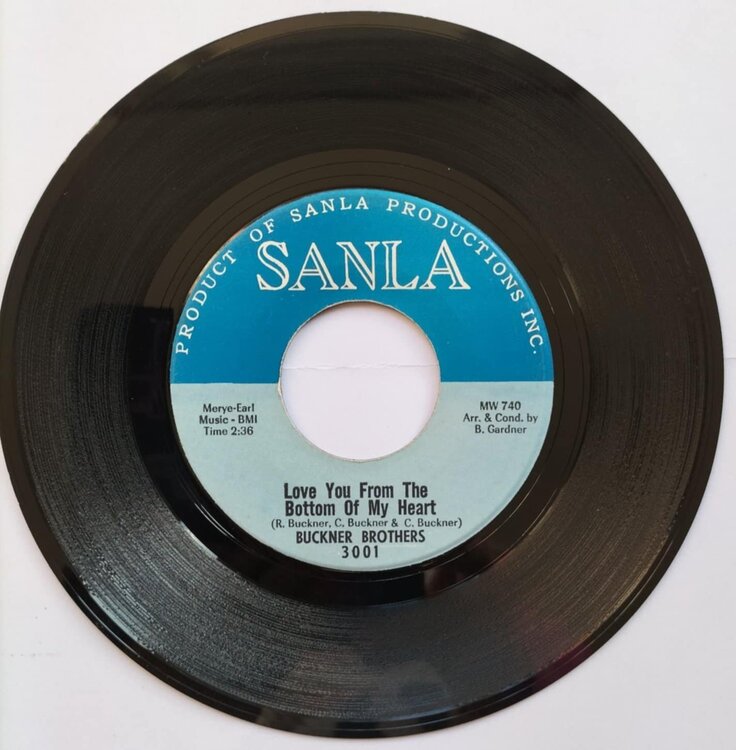 PRODUCT OF SANLA PRODUCTIONS INC.
SANLA
Merye-Earl
Music - BMI
Time 2:36
MW 740
Arr. & Cond. by
B. Gardner
Love You From The
Bottom Of My Heart
(R. Buckner, C. Buckner & C. Buckner)
BUCKNER BROTHERS
3001